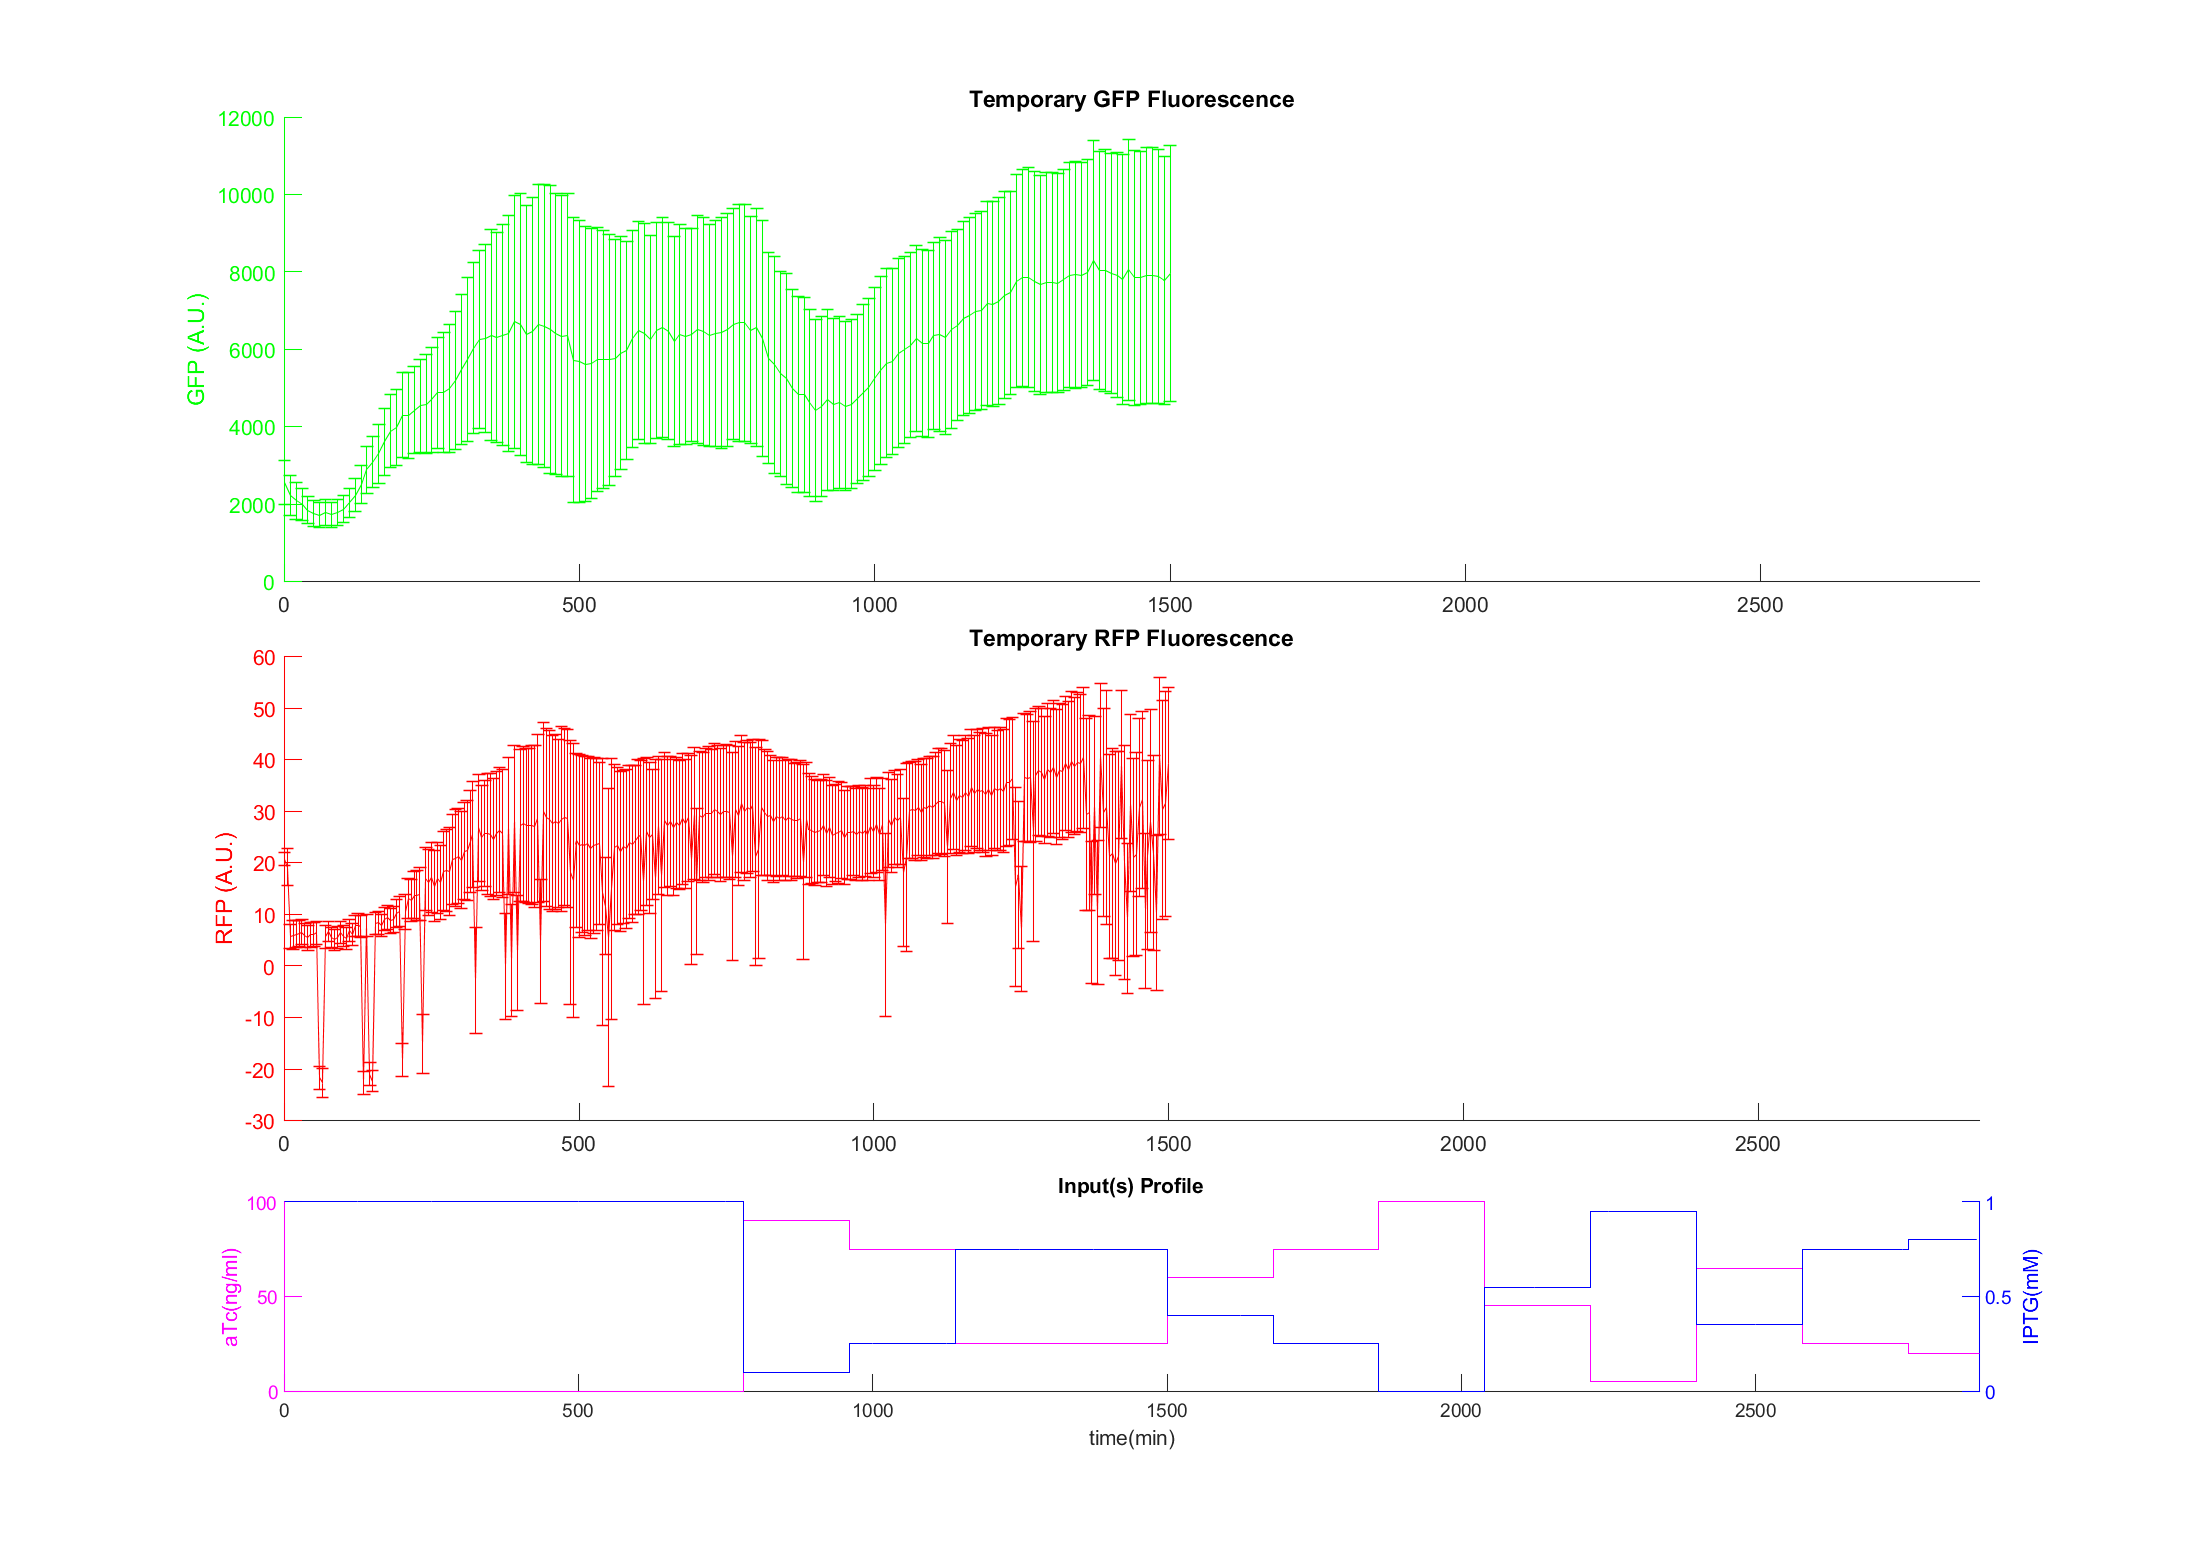 Temporary GFP Fluorescence
12000
10000
8000
6000
4000
2000
0
GFP (A.U.)
0 500 1000 1500 2000 2500
Temporary RFP Fluorescence
60
50
40
30
20
10
0
-10
-20
-30
RFP (A.U.)
0 500 1000 1500 2000 2500
Input(s) Profile
100
50
0
aTc(ng/ml)
1
0.5
0
IPTG(mM)
0 500 1000 1500 2000 2500
time(min)